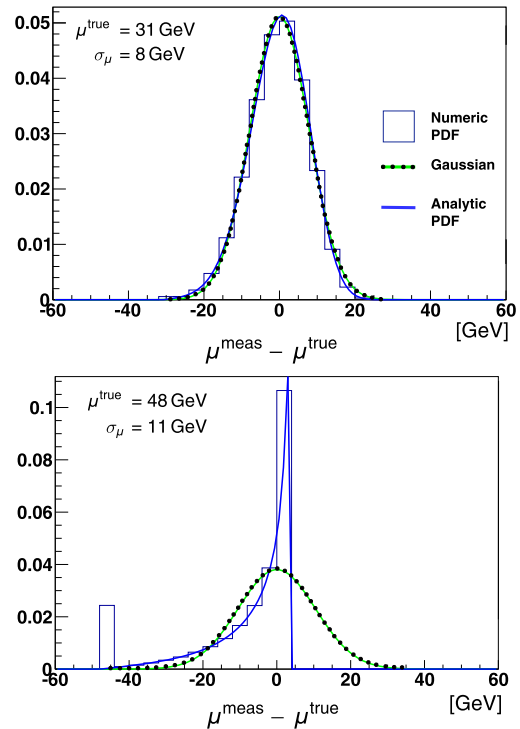 0.05
0.04
0.03
0.02
0.01
0
μ^true = 31 GeV
σ_μ = 8 GeV
Numeric
PDF
Gaussian
Analytic
PDF
-60 -40 -20 0 20 40 60
[GeV]
μ^meas − μ^true
0.1
0.08
0.06
0.04
0.02
0
μ^true = 48 GeV
σ_μ = 11 GeV
-60 -40 -20 0 20 40 60
[GeV]
μ^meas − μ^true